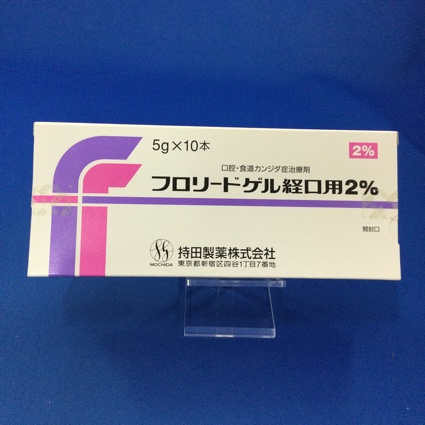 5g×10本
2%
口腔・食道カンジダ症治療剤
フロリードゲル経口用2%
開封口
MOCHIDA
持田製薬株式会社
東京都新宿区四谷1丁目7番地